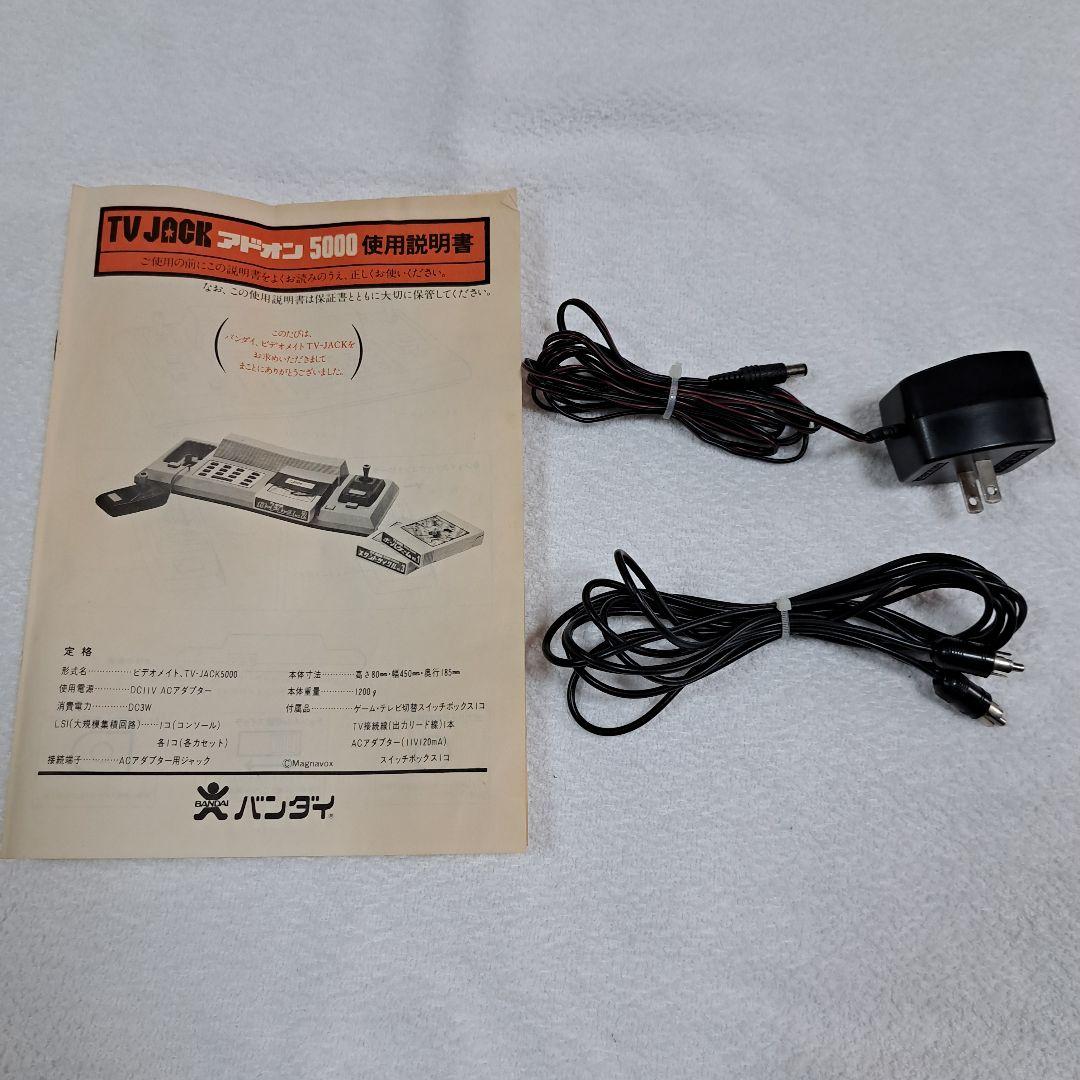 TV JACK アドオン 5000 使用説明書
ご使用の前にこの説明書をよくお読みのうえ、正しくお使いください。
なお、この使用説明書は保証書とともに大切に保管してください。
このたびは、
バンダイ、ビデオメイトTV-JACKを
お求めいただきまして
まことにありがとうございました。
定格
形式名……………ビデオメイト、TV-JACK5000
使用電源…………DC11V ACアダプター
消費電力…………DC3W
LSI(大規模集積回路)……1コ(コンソール)
各1コ(各カセット)
接続端子…………ACアダプター用ジャック
本体寸法…………高さ80mm・幅450mm・奥行185mm
本体重量…………1200g
付属品……………ゲーム・テレビ切替スイッチボックス1コ
TV接続線(出力リード線)1本
ACアダプター(11V120mA)
スイッチボックス1コ
©Magnavox
BANDAI バンダイ®